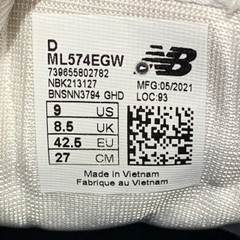 D
ML574EGW
739655802782
NBK213127
BNSNN3794 GHD
MFG:05/2021
LOC:93
9 US
8.5 UK
42.5 EU
27 CM
Made in Vietnam
Fabrique au Vietnam